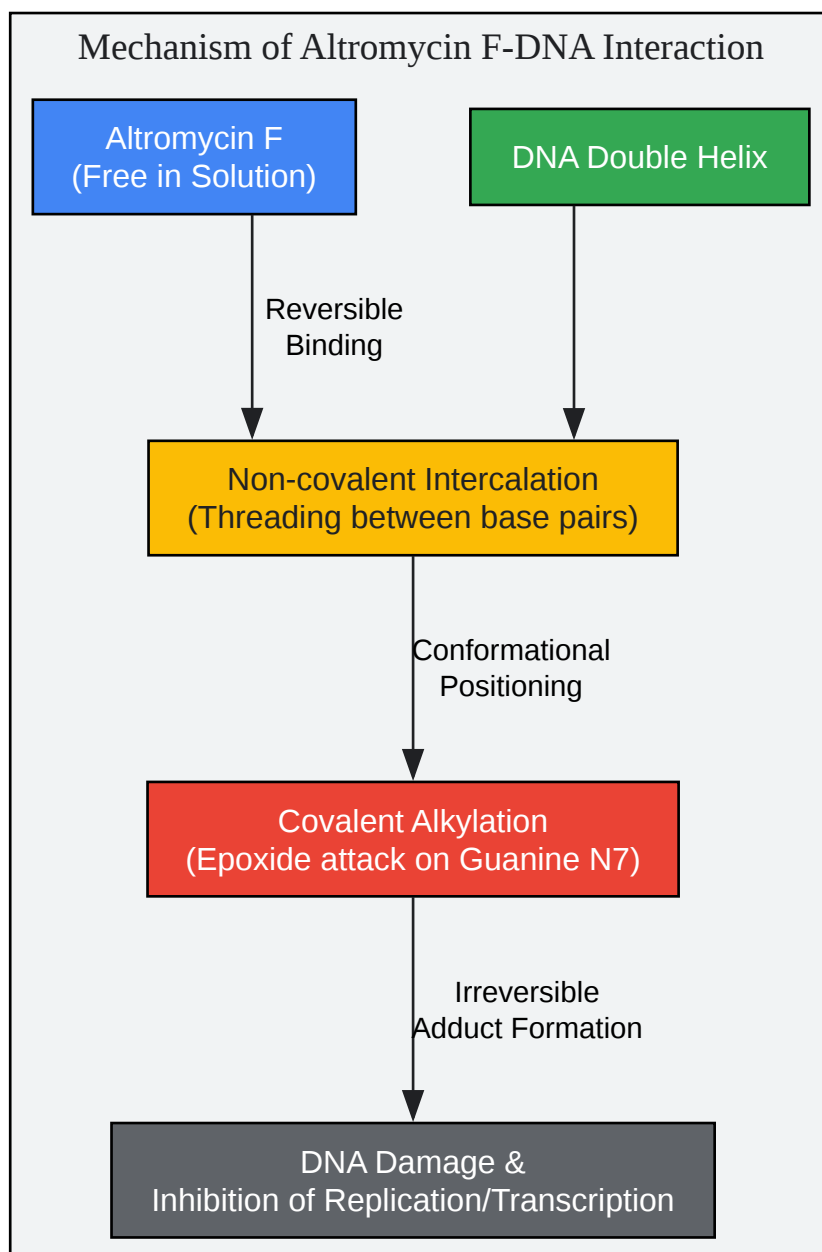 Mechanism of Altromycin F-DNA Interaction
Altromycin F
(Free in Solution)
DNA Double Helix
Reversible
Binding
Non-covalent Intercalation
(Threading between base pairs)
Conformational
Positioning
Covalent Alkylation
(Epoxide attack on Guanine N7)
Irreversible
Adduct Formation
DNA Damage &
Inhibition of Replication/Transcription